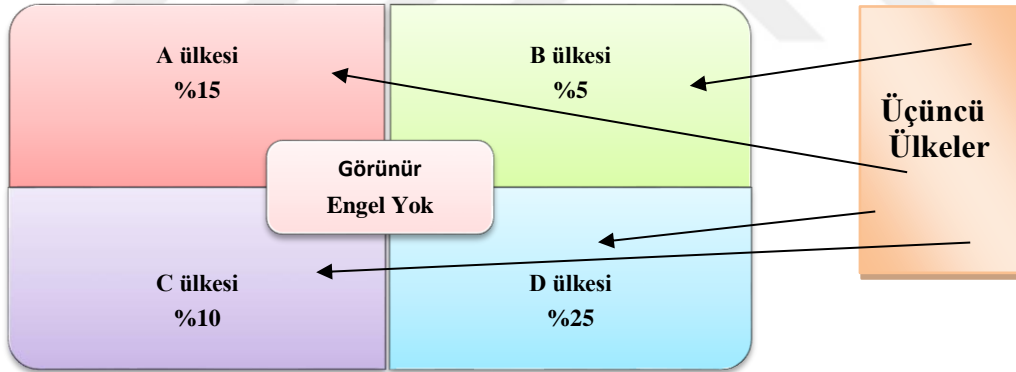 A ülkesi
%15
B ülkesi
%5
Üçüncü
Ülkeler
Görünür
Engel Yok
C ülkesi
%10
D ülkesi
%25